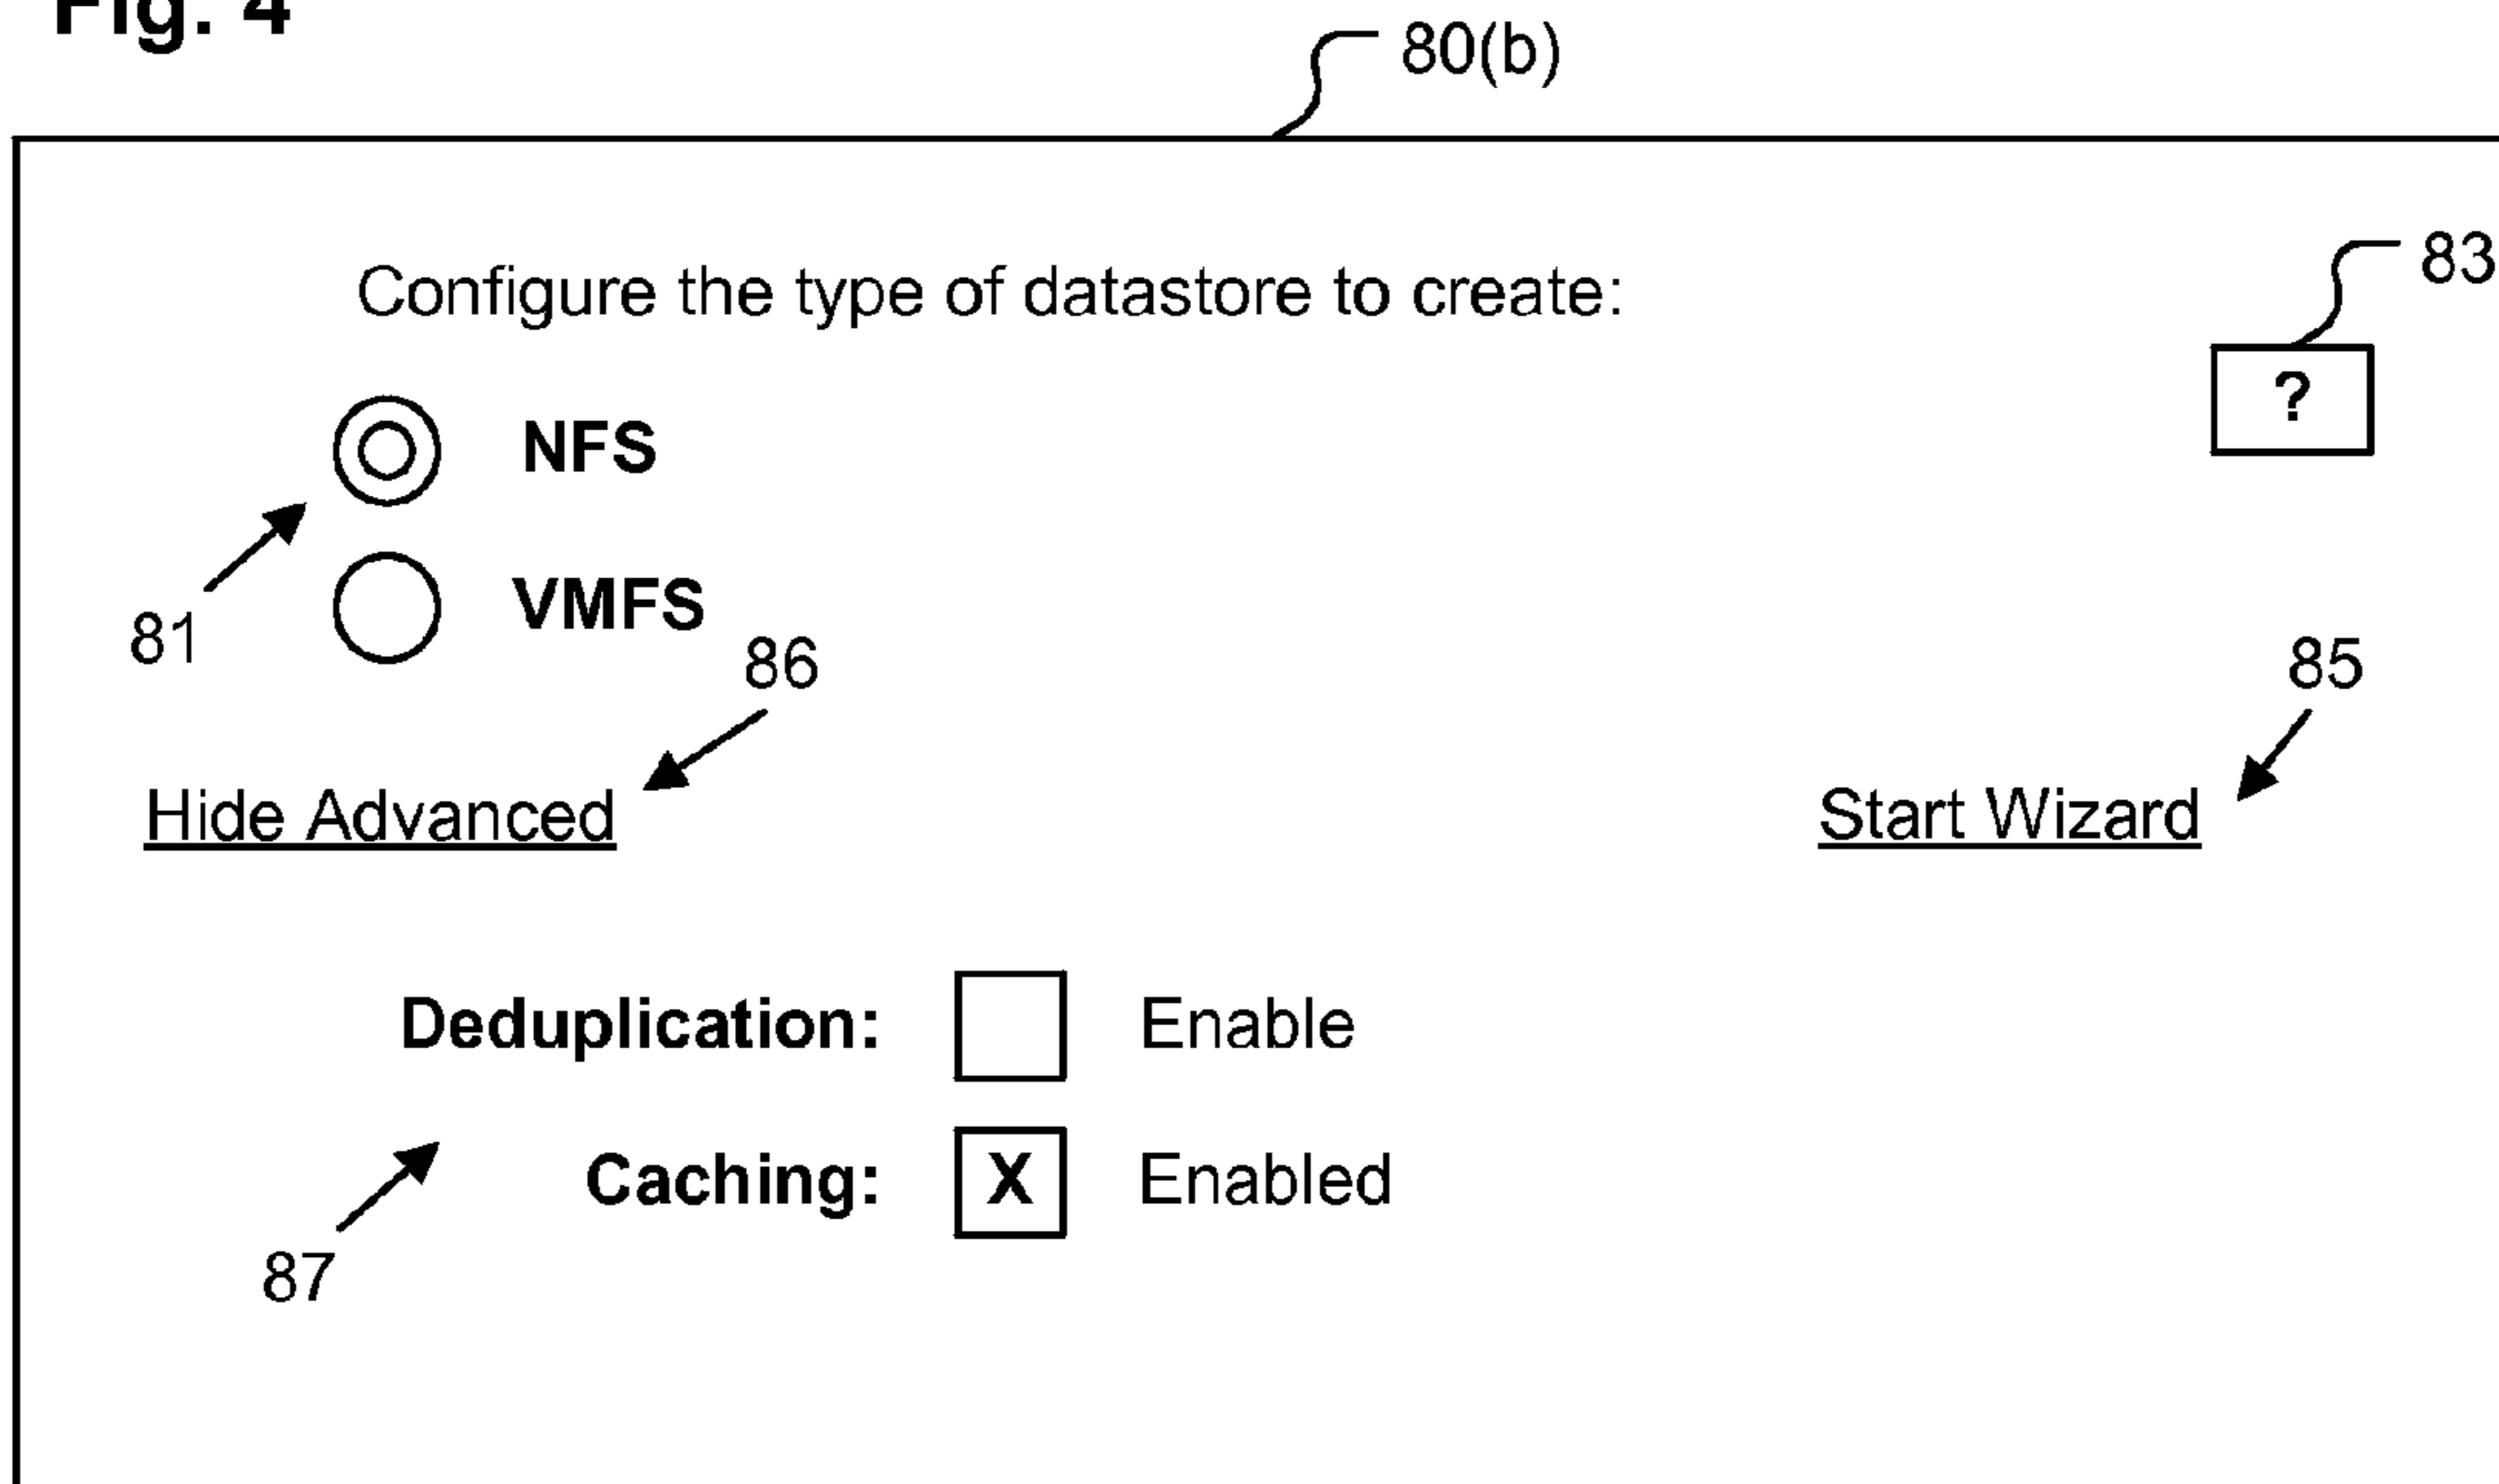 Fig. 4
80(b)
Configure the type of datastore to create:
83
?
NFS
81
VMFS
86
85
Hide Advanced
Start Wizard
Deduplication:
Enable
Caching:
X
Enabled
87